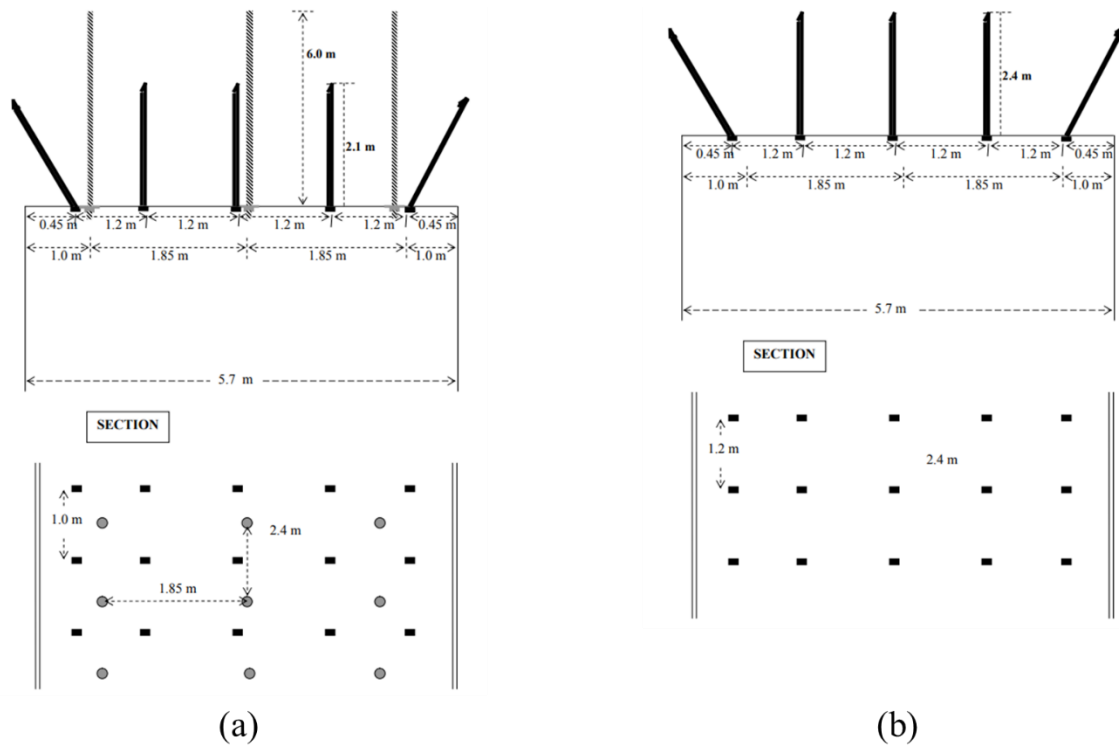 6.0 m
2.1 m
0.45 m 1.2 m 1.2 m 1.2 m 1.2 m 0.45 m
1.0 m 1.85 m 1.85 m 1.0 m
5.7 m
SECTION
1.0 m
2.4 m
1.85 m
(a)
2.4 m
0.45 m 1.2 m 1.2 m 1.2 m 1.2 m 0.45 m
1.0 m 1.85 m 1.85 m 1.0 m
5.7 m
SECTION
1.2 m
2.4 m
(b)